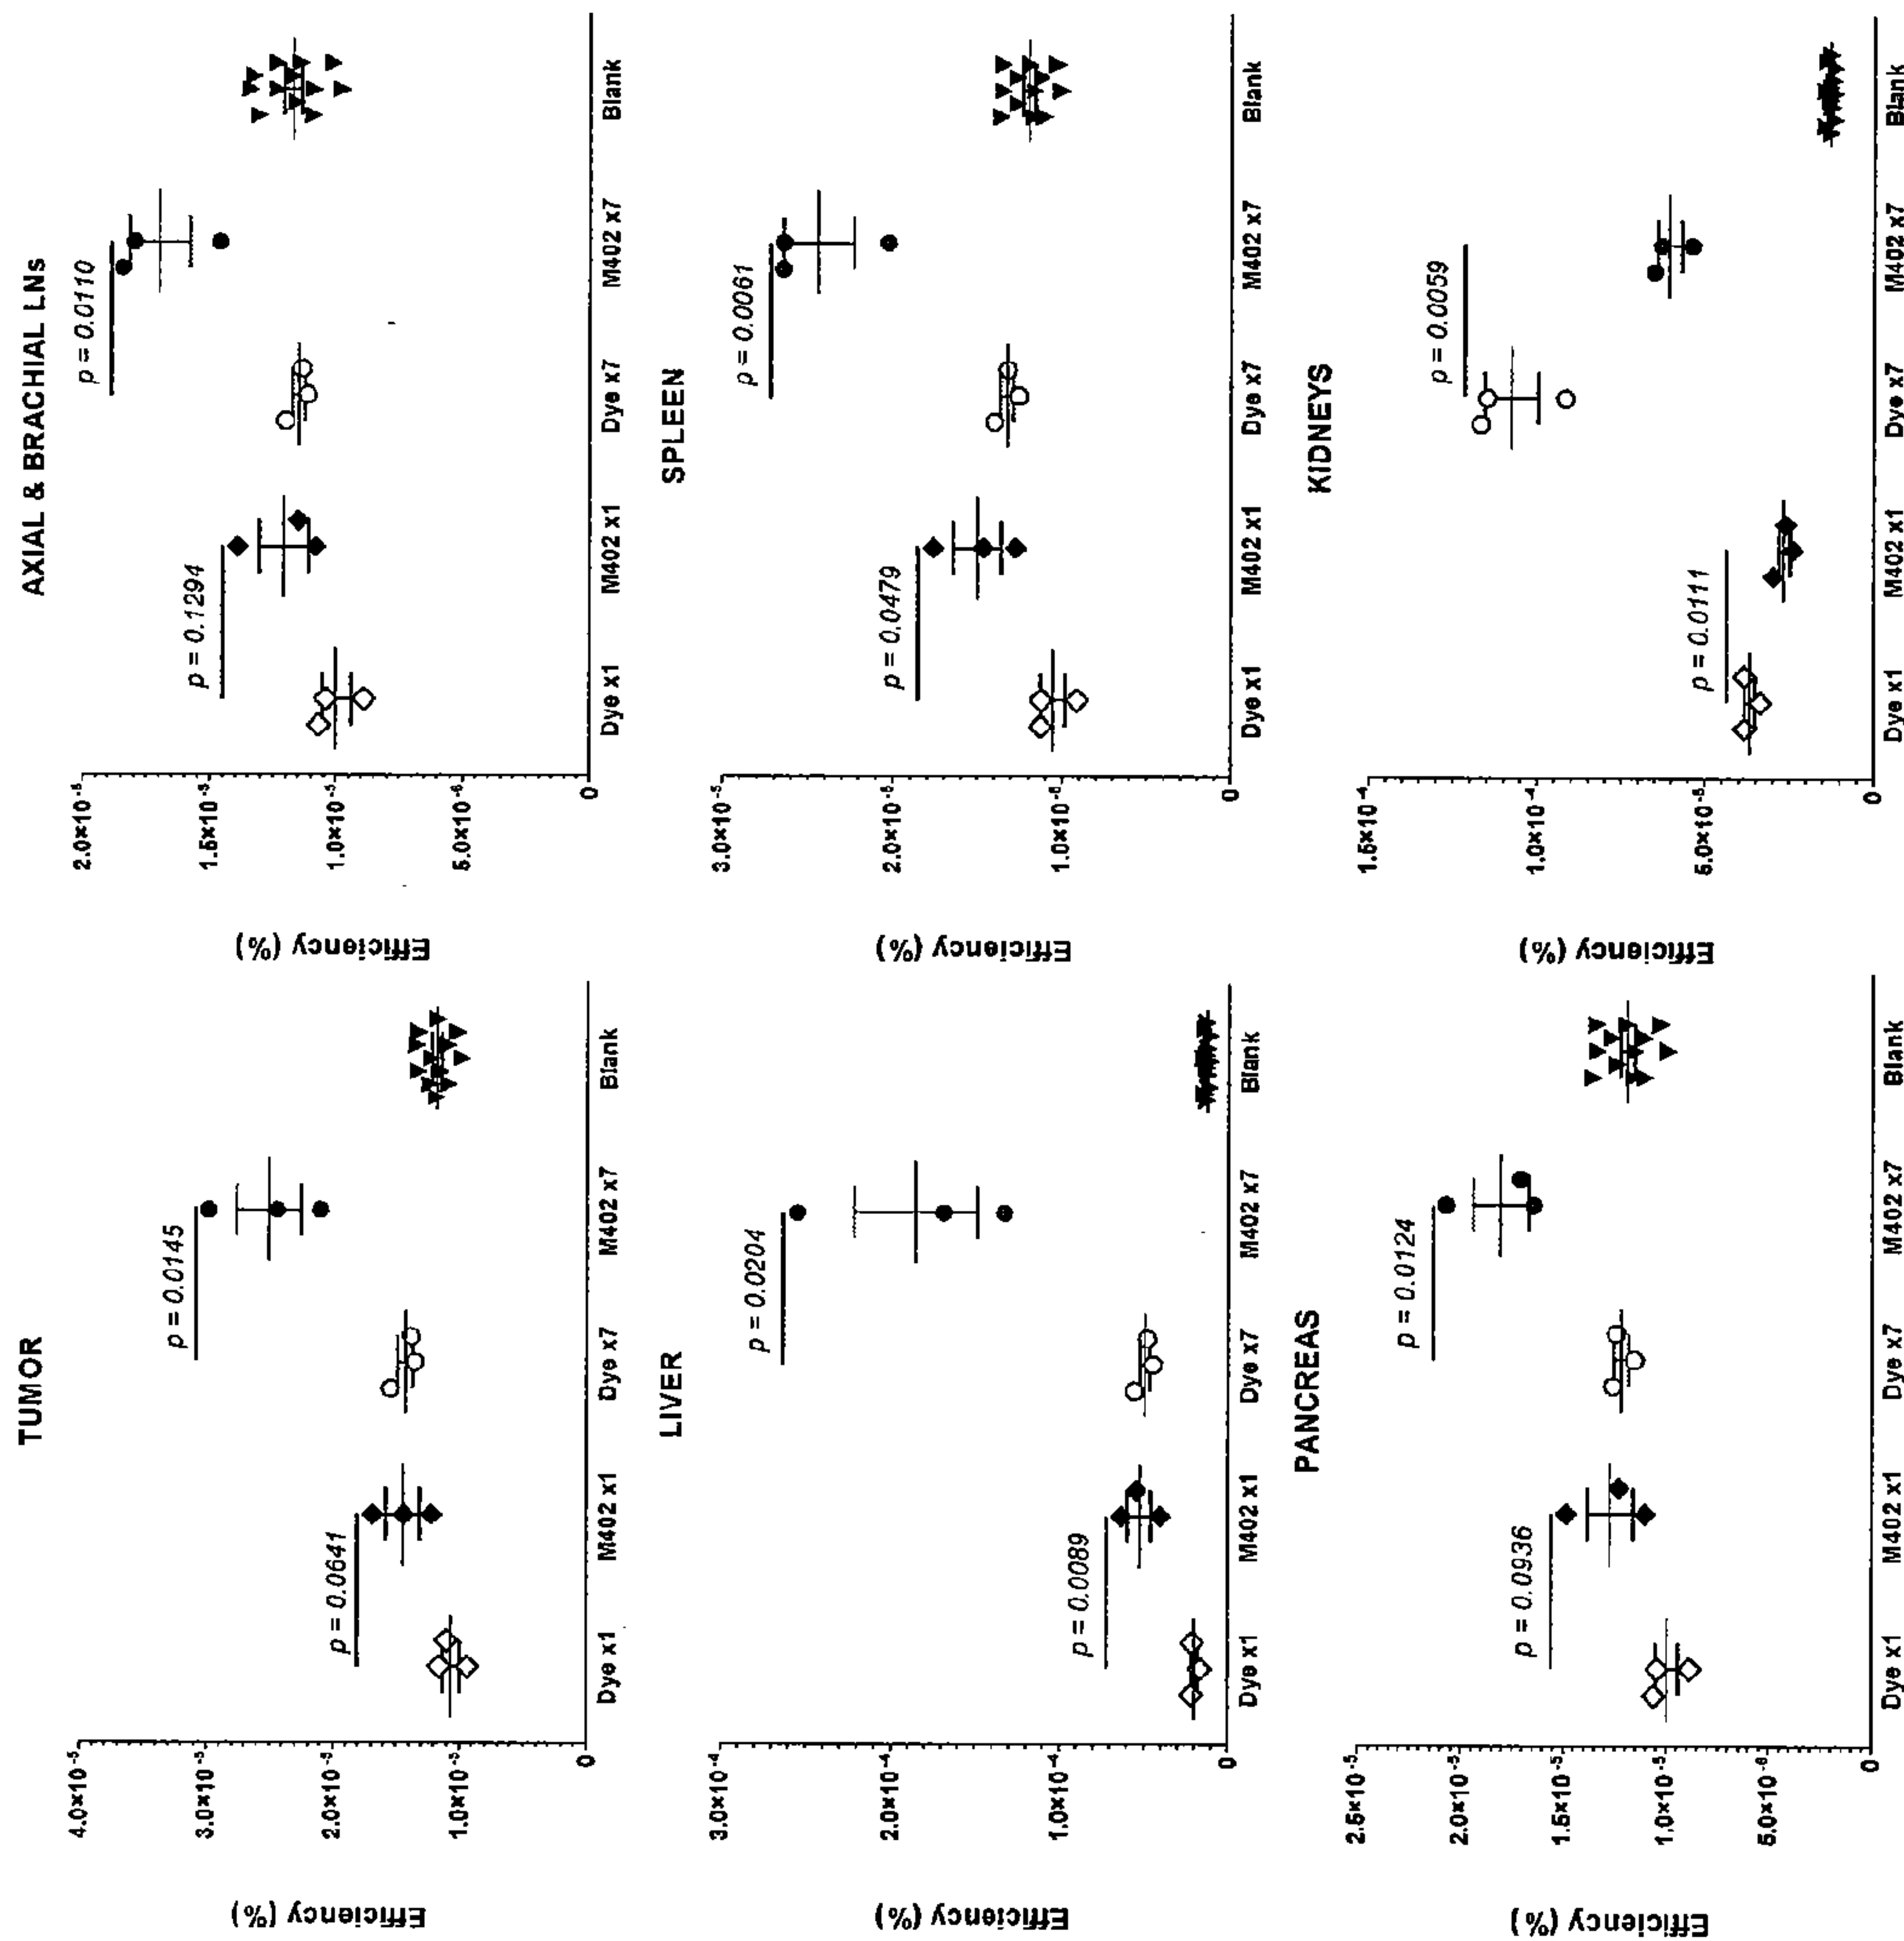 TUMOR
Efficiency (%)
4.0×10⁻⁵
3.0×10⁻⁵
2.0×10⁻⁵
1.0×10⁻⁵
0
p = 0.0641
p = 0.0145
Dye x1 M402 x1 Dye x7 M402 x7 Blank
AXIAL & BRACHIAL LNs
Efficiency (%)
2.0×10⁻⁵
1.5×10⁻⁵
1.0×10⁻⁵
5.0×10⁻⁶
0
p = 0.1294
p = 0.0110
Dye x1 M402 x1 Dye x7 M402 x7 Blank
LIVER
Efficiency (%)
3.0×10⁻⁴
2.0×10⁻⁴
1.0×10⁻⁴
0
p = 0.0089
p = 0.0204
Dye x1 M402 x1 Dye x7 M402 x7 Blank
SPLEEN
Efficiency (%)
3.0×10⁻⁵
2.0×10⁻⁵
1.0×10⁻⁵
0
p = 0.0479
p = 0.0061
Dye x1 M402 x1 Dye x7 M402 x7 Blank
PANCREAS
Efficiency (%)
2.5×10⁻⁵
2.0×10⁻⁵
1.5×10⁻⁵
1.0×10⁻⁵
5.0×10⁻⁶
0
p = 0.0936
p = 0.0124
Dye x1 M402 x1 Dye x7 M402 x7 Blank
KIDNEYS
Efficiency (%)
1.5×10⁻⁴
1.0×10⁻⁴
5.0×10⁻⁵
0
p = 0.0111
p = 0.0059
Dye x1 M402 x1 Dye x7 M402 x7 Blank